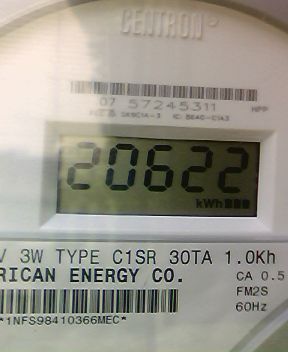 CENTRON®
07 57245311
HPP
20622
kWh
V 3W TYPE C1SR 30TA 1.0Kh
RICAN ENERGY CO.
CA 0.5
FM2S
60Hz
*1NFS98410366MEC*